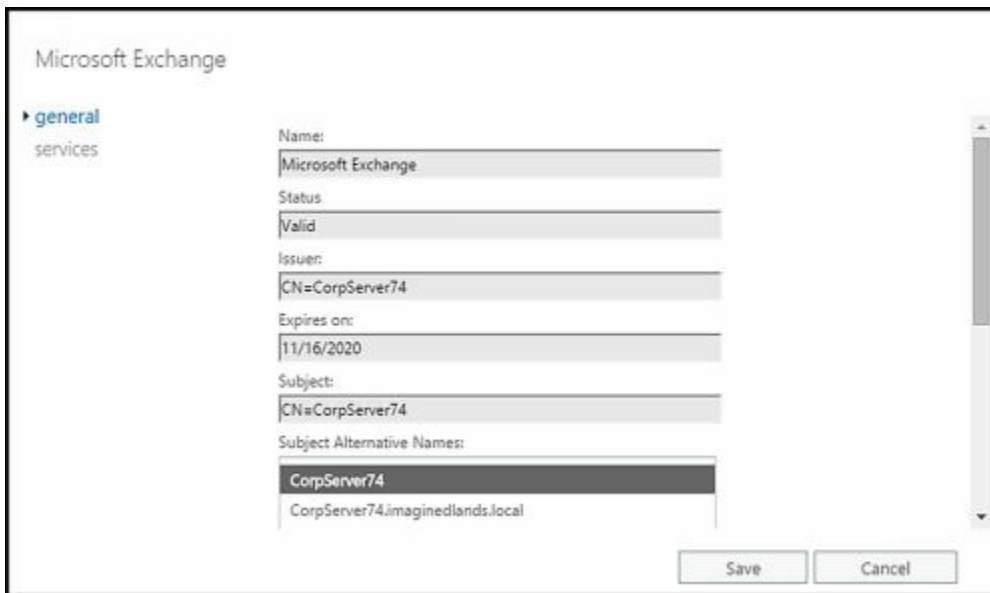 Microsoft Exchange
general
services
Name:
Microsoft Exchange
Status
Valid
Issuer:
CN=CorpServer74
Expires on:
11/16/2020
Subject:
CN=CorpServer74
Subject Alternative Names:
CorpServer74
CorpServer74.imaginedlands.local
Save Cancel